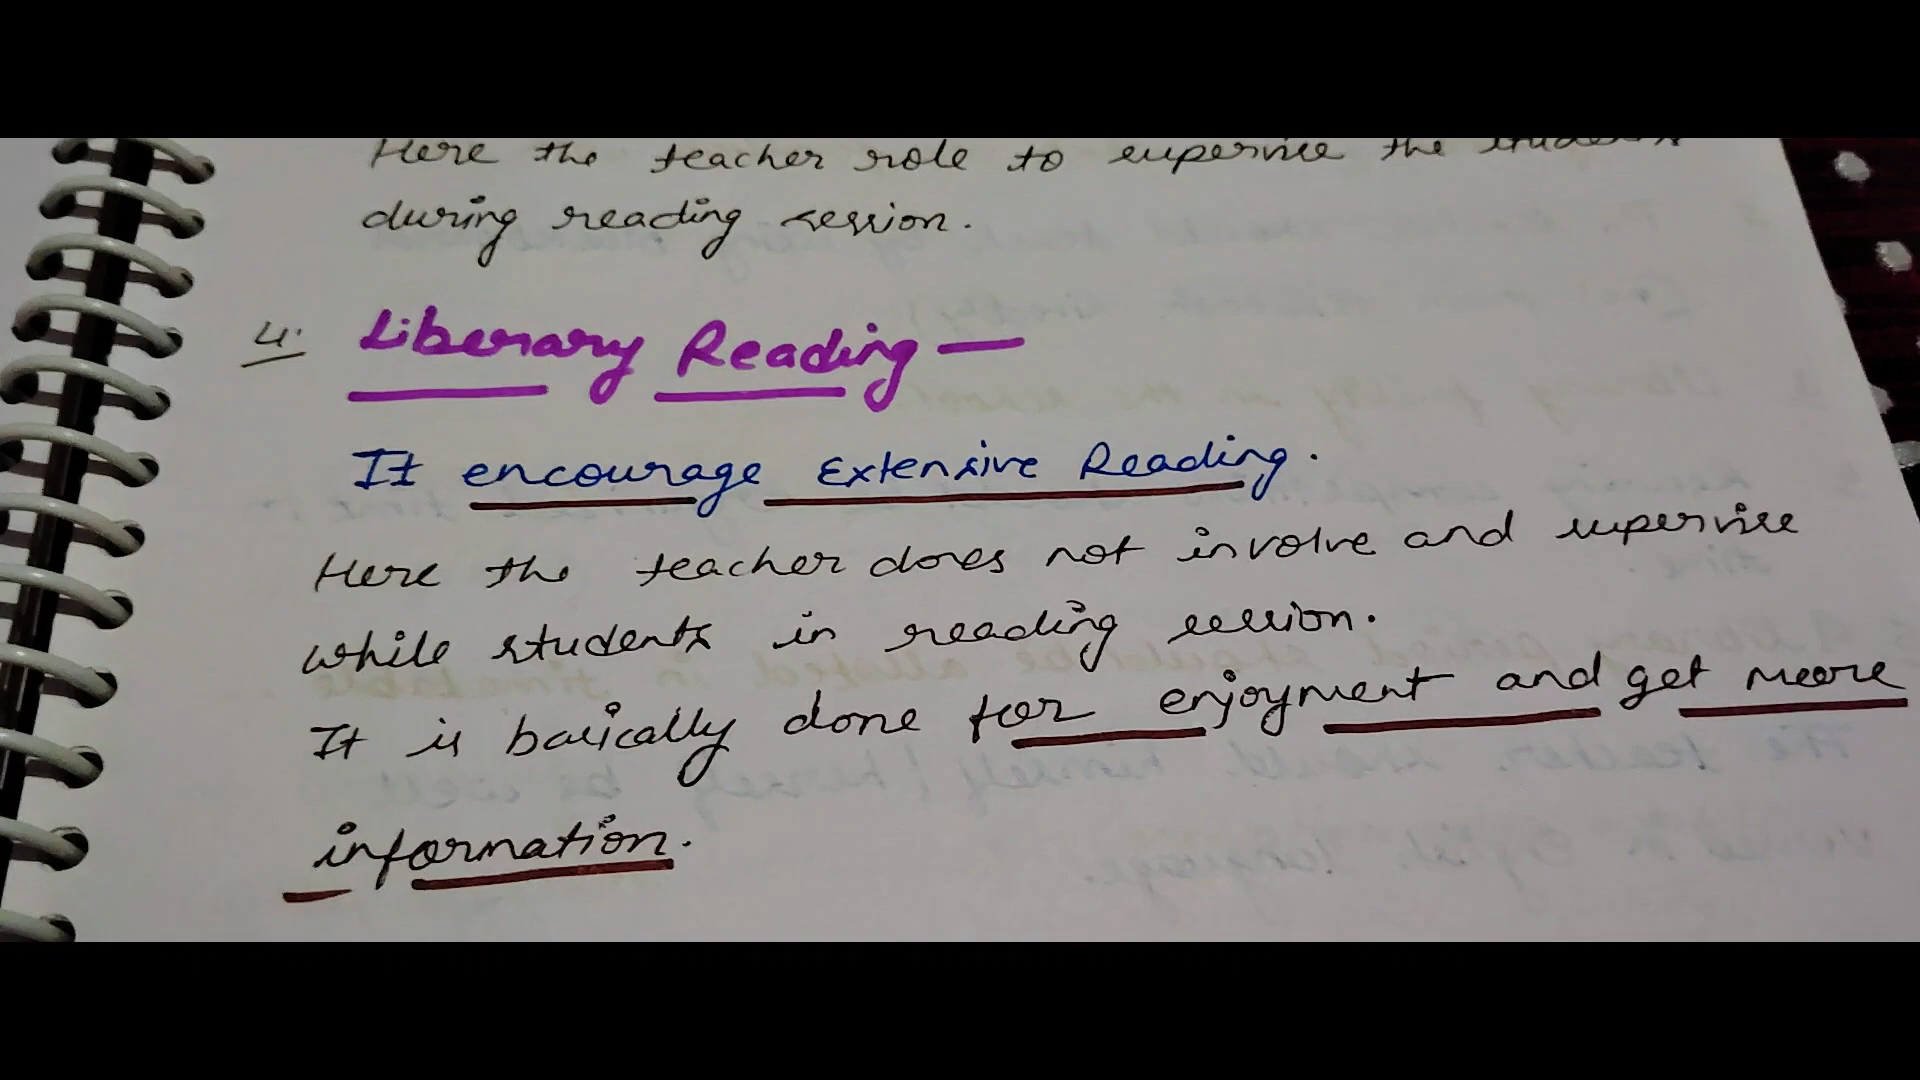 Here the teacher role to supervise the students
during reading session.
4. Liberary Reading —
It encourage Extensive Reading.
Here the teacher does not involve and supervise
while students in reading session.
It is basically done for enjoyment and get more
information.